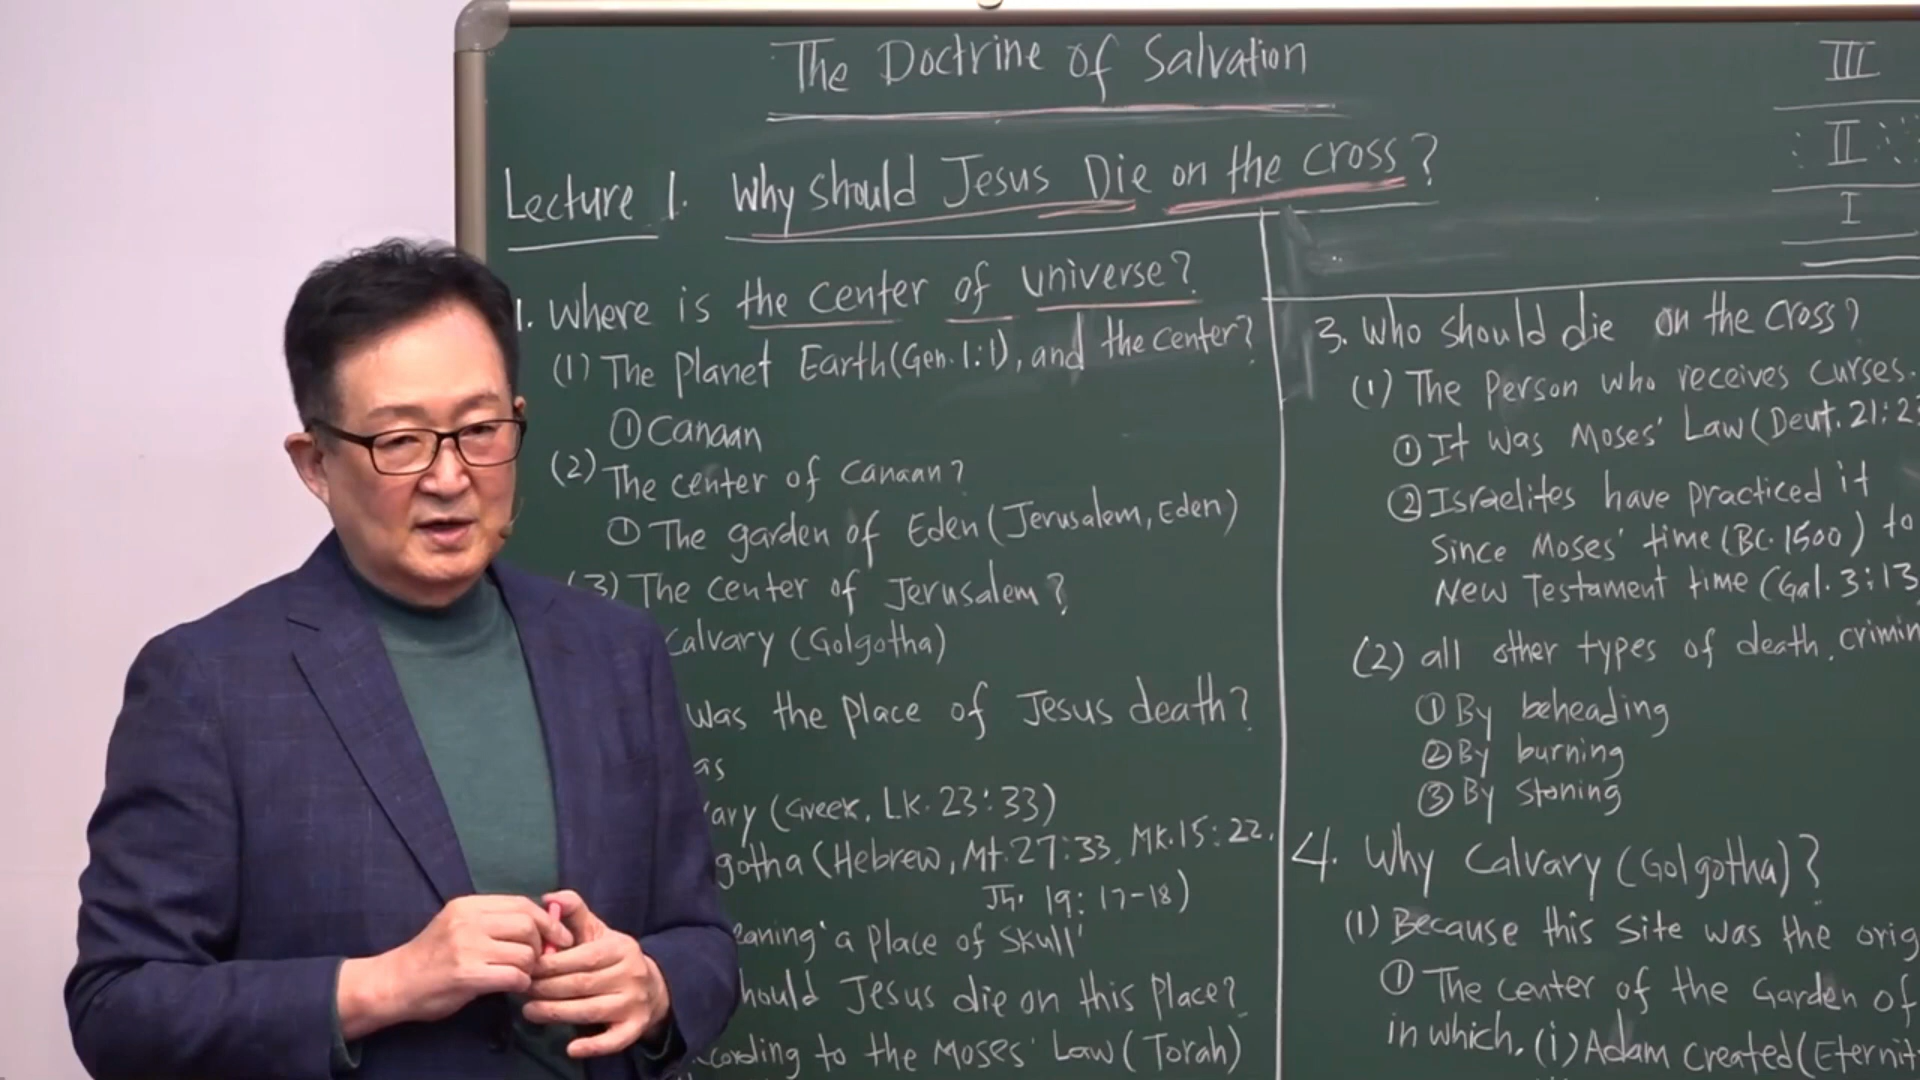 The Doctrine of Salvation
Lecture 1. Why should Jesus Die on the cross?
1. Where is the center of universe?
(1) The Planet Earth (Gen. 1:1), and the center?
① Canaan
(2) The center of Canaan?
① The garden of Eden (Jerusalem, Eden)
(3) The center of Jerusalem?
Calvary (Golgotha)
was the place of Jesus death?
as
ary (Greek, Lk. 23:33)
gotha (Hebrew, Mt. 27:33, Mk. 15:22,
Jh. 19:17-18)
eaning 'a place of skull'
hould Jesus die on this place?
ccording to the Moses' Law (Torah)
III
II
I
3. Who should die on the cross?
(1) The person who receives curses.
① It was Moses' Law (Deut. 21:2
② Israelites have practiced it
since Moses' time (BC. 1500) to
New Testament time (Gal. 3:13
(2) all other types of death, crimin
① By beheading
② By burning
③ By stoning
4. Why Calvary (Golgotha)?
(1) Because this site was the orig
① The center of the Garden of
in which, (i) Adam created (Eternit